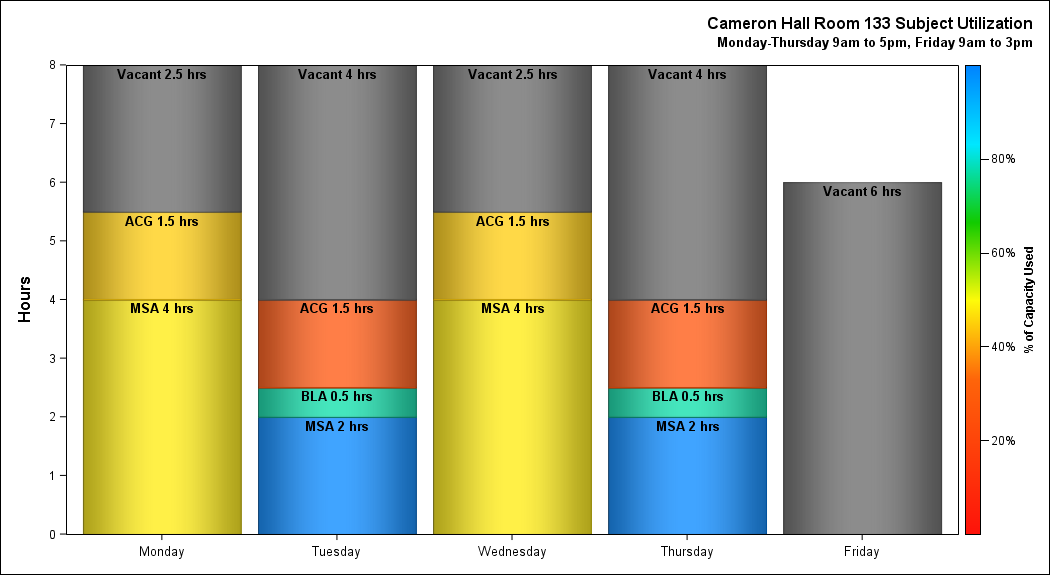 Cameron Hall Room 133 Subject Utilization
Monday-Thursday 9am to 5pm, Friday 9am to 3pm
Hours
8
7
6
5
4
3
2
1
0
Vacant 2.5 hrs
ACG 1.5 hrs
MSA 4 hrs
Vacant 4 hrs
ACG 1.5 hrs
BLA 0.5 hrs
MSA 2 hrs
Vacant 2.5 hrs
ACG 1.5 hrs
MSA 4 hrs
Vacant 4 hrs
ACG 1.5 hrs
BLA 0.5 hrs
MSA 2 hrs
Vacant 6 hrs
Monday
Tuesday
Wednesday
Thursday
Friday
80%
60%
40%
20%
% of Capacity Used